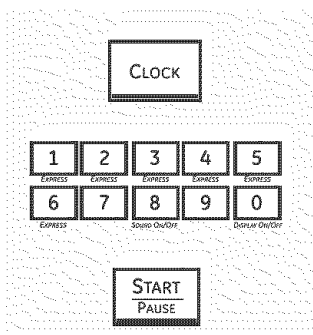 CLOCK
1 2 3 4 5
EXPRESS EXPRESS EXPRESS EXPRESS EXPRESS
6 7 8 9 0
EXPRESS SOUND ON/OFF DISPLAY ON/OFF
START
PAUSE